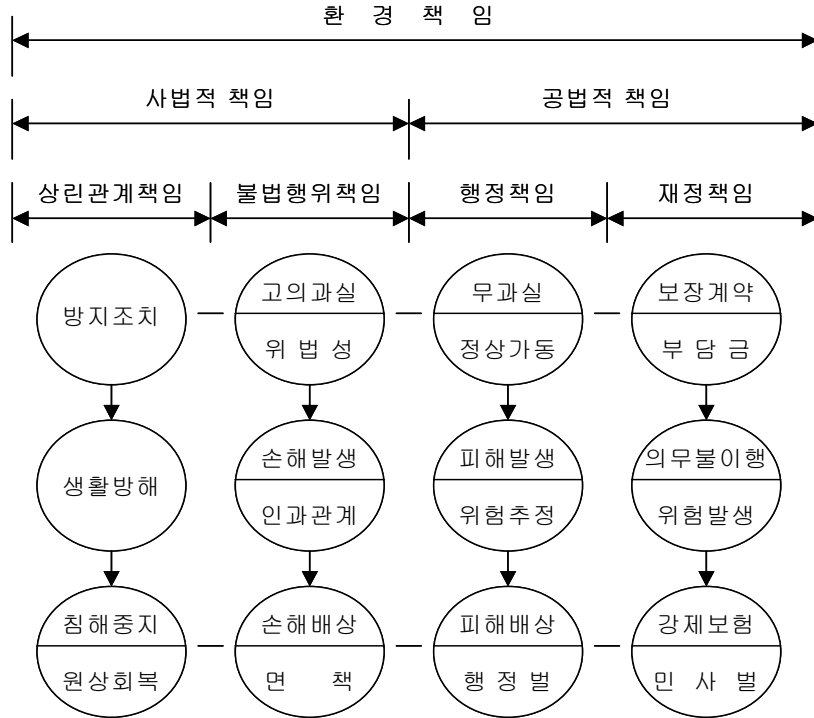 환 경 책 임
사법적 책임 공법적 책임
상린관계책임 불법행위책임 행정책임 재정책임
방지조치 고의과실 무과실 보장계약
위 법 성 정상가동 부 담 금
생활방해 손해발생 피해발생 의무불이행
인과관계 위험추정 위험발생
침해중지 손해배상 피해배상 강제보험
원상회복 면 책 행 정 벌 민 사 벌